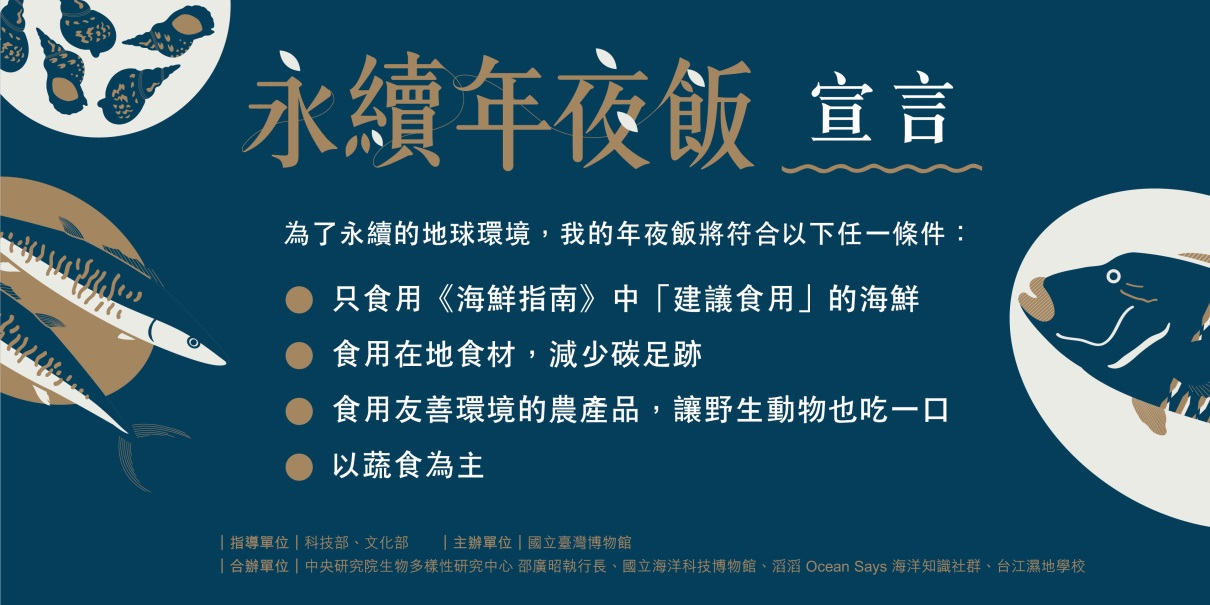 永續年夜飯 宣言
為了永續的地球環境，我的年夜飯將符合以下任一條件：
只食用《海鮮指南》中「建議食用」的海鮮
食用在地食材，減少碳足跡
食用友善環境的農產品，讓野生動物也吃一口
以蔬食為主
｜指導單位｜科技部、文化部　｜主辦單位｜國立臺灣博物館
｜合辦單位｜中央研究院生物多樣性研究中心 邵廣昭執行長、國立海洋科技博物館、滔滔 Ocean Says 海洋知識社群、台江濕地學校